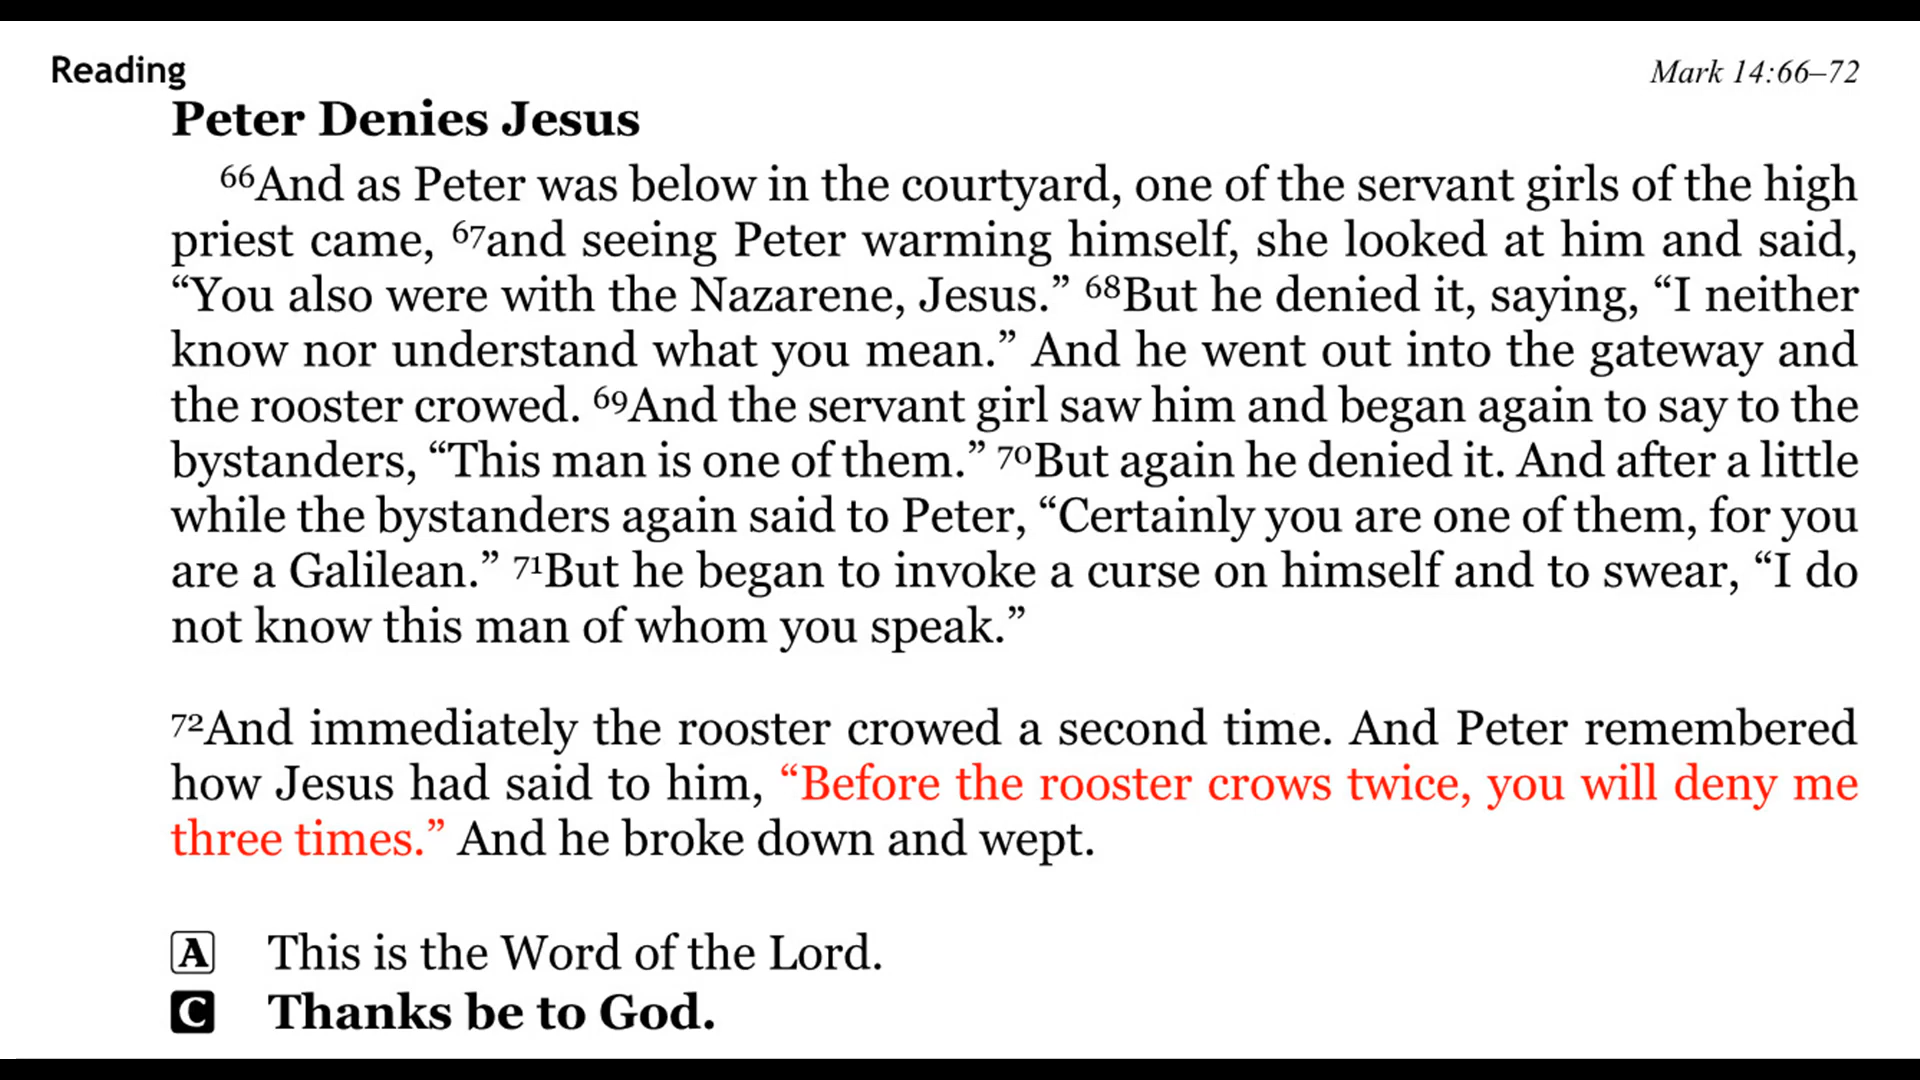 Reading
Mark 14:66–72
Peter Denies Jesus
66And as Peter was below in the courtyard, one of the servant girls of the high
priest came, 67and seeing Peter warming himself, she looked at him and said,
“You also were with the Nazarene, Jesus.” 68But he denied it, saying, “I neither
know nor understand what you mean.” And he went out into the gateway and
the rooster crowed. 69And the servant girl saw him and began again to say to the
bystanders, “This man is one of them.” 70But again he denied it. And after a little
while the bystanders again said to Peter, “Certainly you are one of them, for you
are a Galilean.” 71But he began to invoke a curse on himself and to swear, “I do
not know this man of whom you speak.”
72And immediately the rooster crowed a second time. And Peter remembered
how Jesus had said to him, “Before the rooster crows twice, you will deny me
three times.” And he broke down and wept.
A This is the Word of the Lord.
C Thanks be to God.